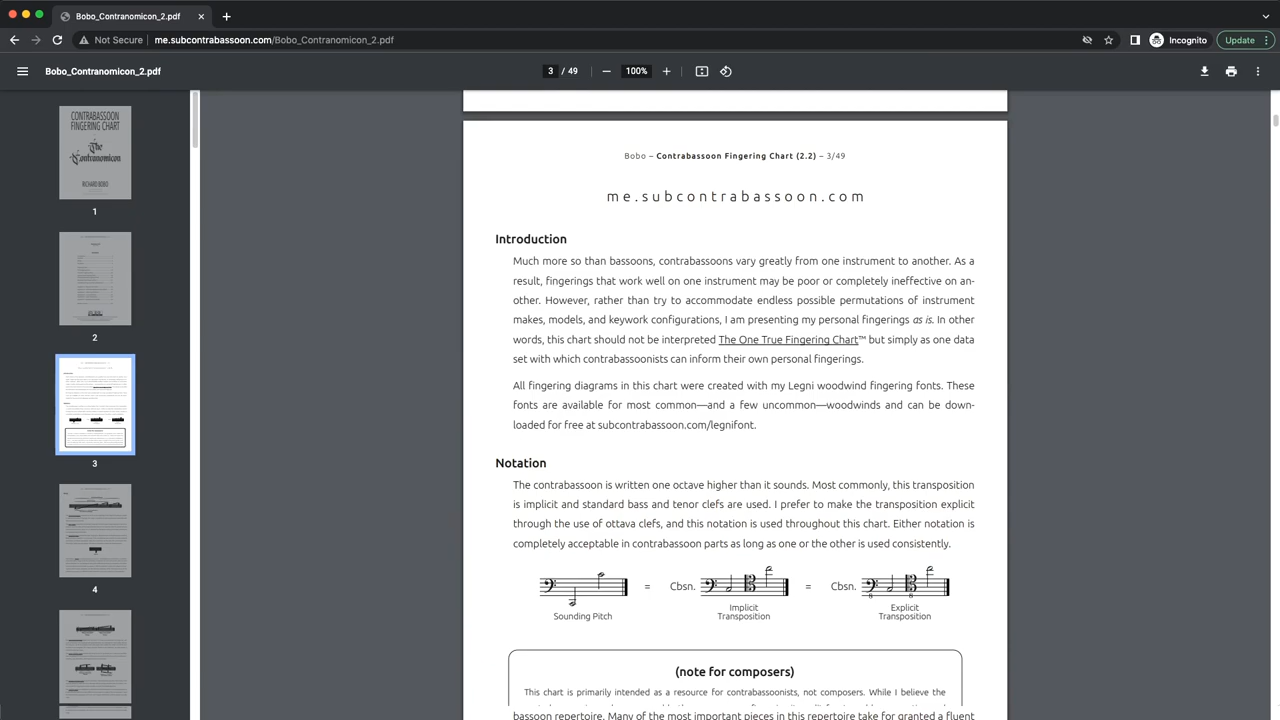 Bobo_Contranomicon_2.pdf
Not Secure
me.subcontrabassoon.com/Bobo_Contranomicon_2.pdf
Incognito
Update
Bobo_Contranomicon_2.pdf
3 / 49
100%
CONTRABASSOON
FINGERING CHART
The
Contranomicon
RICHARD BOBO
1
2
3
4
Bobo – Contrabassoon Fingering Chart (2.2) – 3/49
me.subcontrabassoon.com
Introduction
Much more so than bassoons, contrabassoons vary greatly from one instrument to another. As a
result, fingerings that work well on one instrument may be poor or completely ineffective on an-
other. However, rather than try to accommodate endless possible permutations of instrument
makes, models, and keywork configurations, I am presenting my personal fingerings as is. In other
words, this chart should not be interpreted The One True Fingering Chart™ but simply as one data
set with which contrabassoonists can inform their own personal fingerings.
All fingering diagrams in this chart were created with my Legni woodwind fingering fonts. These
fonts are available for most common—and a few uncommon—woodwinds and can be down-
loaded for free at subcontrabassoon.com/legnifont.
Notation
The contrabassoon is written one octave higher than it sounds. Most commonly, this transposition
is implicit and standard bass and tenor clefs are used. I prefer to make the transposition explicit
through the use of ottava clefs, and this notation is used throughout this chart. Either notation is
completely acceptable in contrabassoon parts as long as one or the other is used consistently.
= Cbsn. = Cbsn.
8 8
Sounding Pitch
Implicit
Transposition
Explicit
Transposition
(note for composers)
This chart is primarily intended as a resource for contrabassoonists, not composers. While I believe the
bassoon repertoire. Many of the most important pieces in this repertoire take for granted a fluent